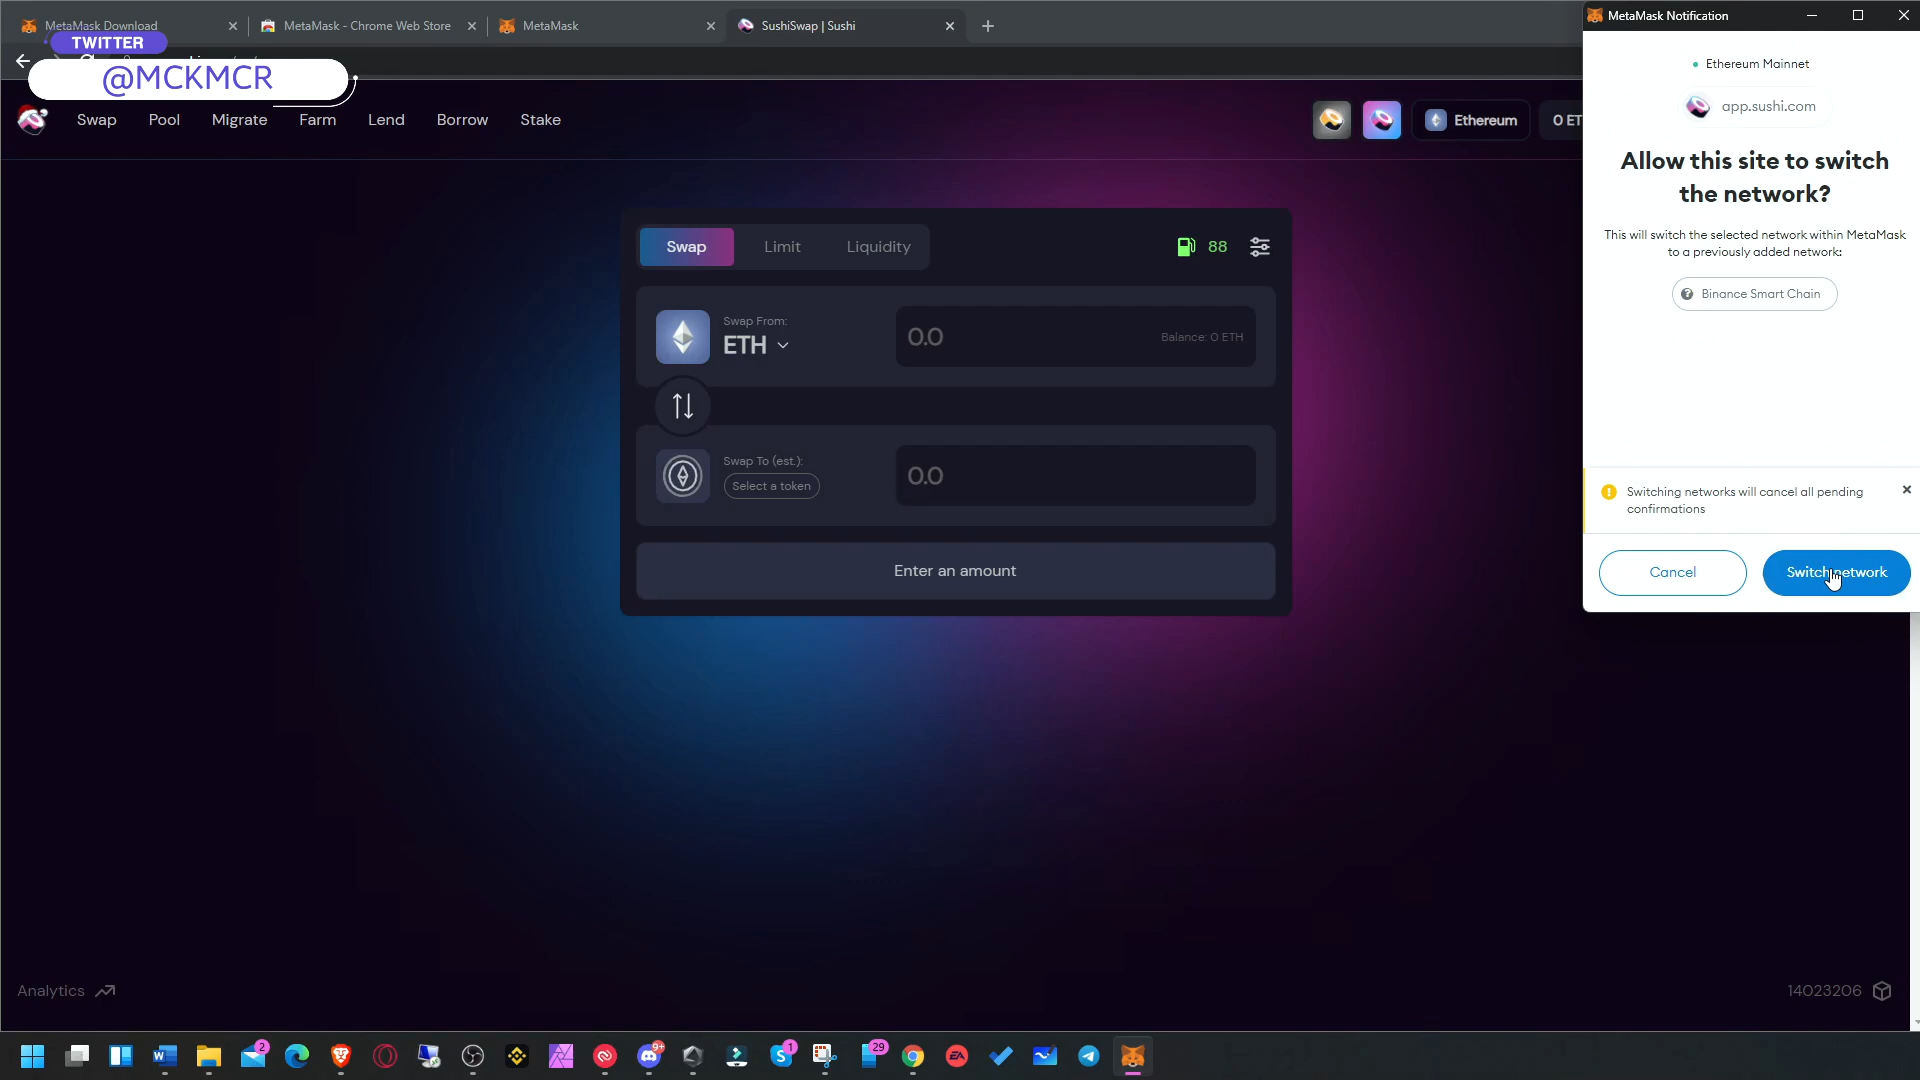 MetaMask Download
MetaMask - Chrome Web Store
MetaMask
SushiSwap | Sushi
MetaMask Notification
TWITTER
@MCKMCR
Swap
Pool
Migrate
Farm
Lend
Borrow
Stake
Ethereum
0 ET
Ethereum Mainnet
app.sushi.com
Allow this site to switch
the network?
This will switch the selected network within MetaMask
to a previously added network:
Binance Smart Chain
Switching networks will cancel all pending
confirmations
Cancel
Switch network
Swap
Limit
Liquidity
88
Swap From:
ETH
0.0
Balance: 0 ETH
Swap To (est.):
Select a token
0.0
Enter an amount
Analytics
14023206
2
9+
1
29